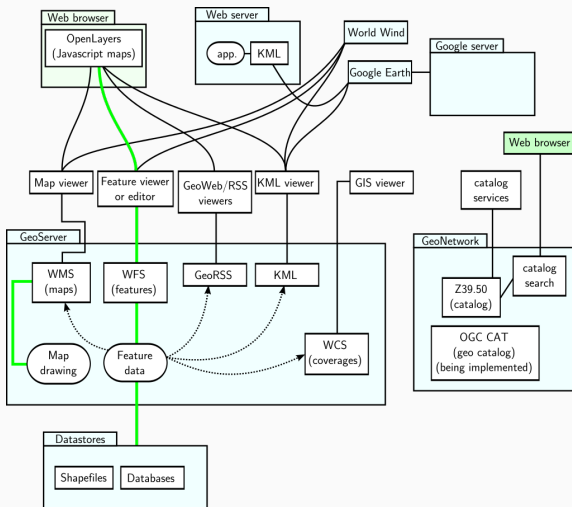 Web browser
OpenLayers
(Javascript maps)
Web server
app.
KML
World Wind
Google Earth
Google server
Web browser
Map viewer
Feature viewer
or editor
GeoWeb/RSS
viewers
KML viewer
GIS viewer
catalog
services
GeoServer
WMS
(maps)
WFS
(features)
GeoRSS
KML
Map
drawing
Feature
data
WCS
(coverages)
GeoNetwork
Z39.50
(catalog)
catalog
search
OGC CAT
(geo catalog)
(being implemented)
Datastores
Shapefiles
Databases